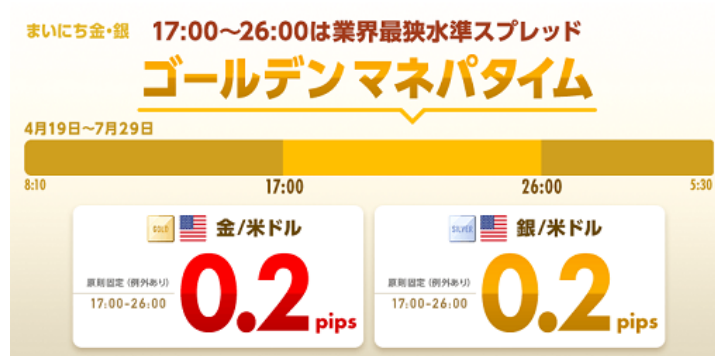 まいにち金・銀 17:00〜26:00は業界最狭水準スプレッド
ゴールデン マネパタイム
4月19日〜7月29日
8:10 17:00 26:00 5:30
GOLD 金/米ドル
原則固定(例外あり)
17:00-26:00
0.2 pips
SILVER 銀/米ドル
原則固定(例外あり)
17:00-26:00
0.2 pips